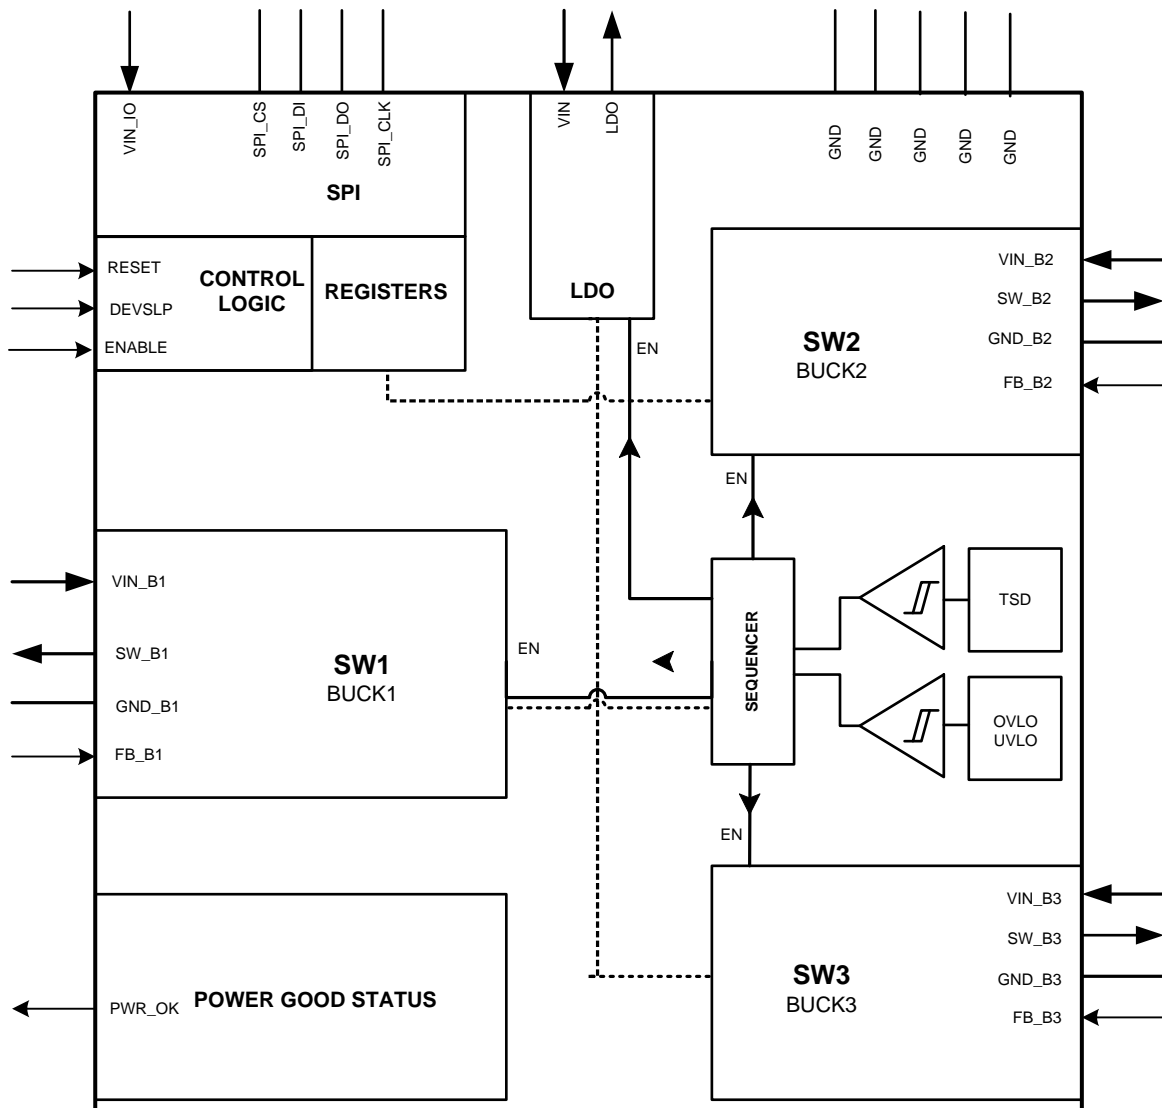 VIN_IO
SPI_CS
SPI_DI
SPI_DO
SPI_CLK
SPI
VIN
LDO
LDO
GND
GND
GND
GND
GND
RESET
DEVSLP
ENABLE
CONTROL
LOGIC
REGISTERS
EN
SW2
BUCK2
VIN_B2
SW_B2
GND_B2
FB_B2
EN
VIN_B1
SW_B1
GND_B1
FB_B1
SW1
BUCK1
EN
SEQUENCER
TSD
OVLO
UVLO
EN
PWR_OK
POWER GOOD STATUS
SW3
BUCK3
VIN_B3
SW_B3
GND_B3
FB_B3